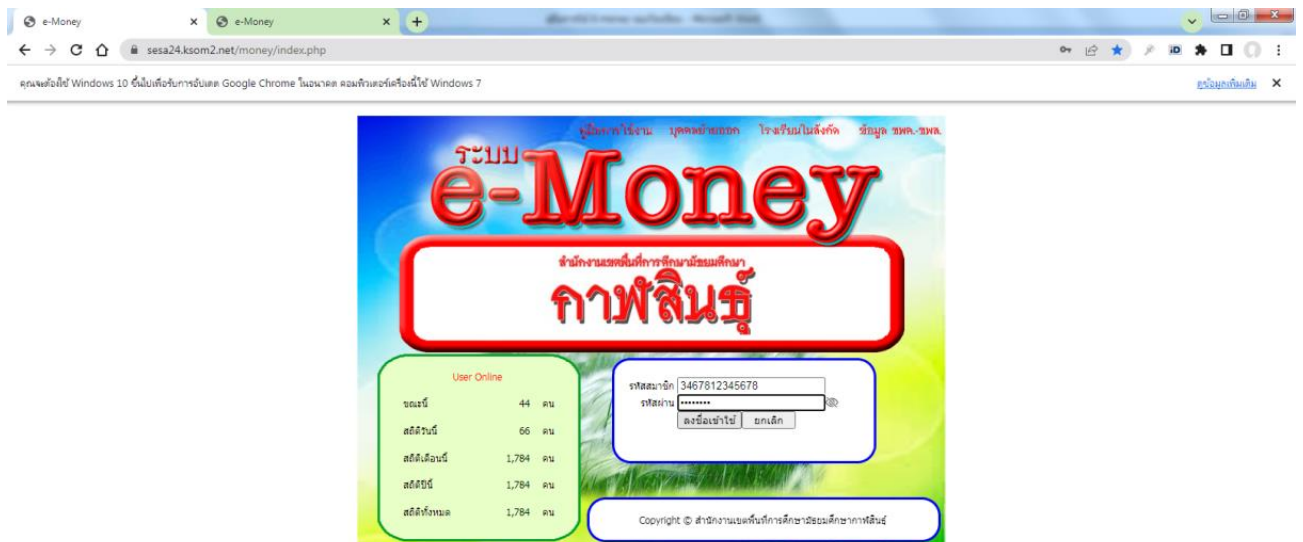 e-Money
e-Money
sesa24.ksom2.net/money/index.php
คุณจะต้องใช้ Windows 10 ขึ้นไปเพื่อรับการอัปเดต Google Chrome ในอนาคต คอมพิวเตอร์เครื่องนี้ใช้ Windows 7
ดูข้อมูลเพิ่มเติม
คู่มือการใช้งาน บุคคลย้ายออก โรงเรียนในสังกัด ข้อมูล ขพค.-ขพส.
ระบบ
e-Money
สำนักงานเขตพื้นที่การศึกษามัธยมศึกษา
กาฬสินธุ์
User Online
ขณะนี้ 44 คน
สถิติวันนี้ 66 คน
สถิติเดือนนี้ 1,784 คน
สถิติปีนี้ 1,784 คน
สถิติทั้งหมด 1,784 คน
รหัสสมาชิก 3467812345678
รหัสผ่าน ••••••••
ลงชื่อเข้าใช้ ยกเลิก
Copyright © สำนักงานเขตพื้นที่การศึกษามัธยมศึกษากาฬสินธุ์